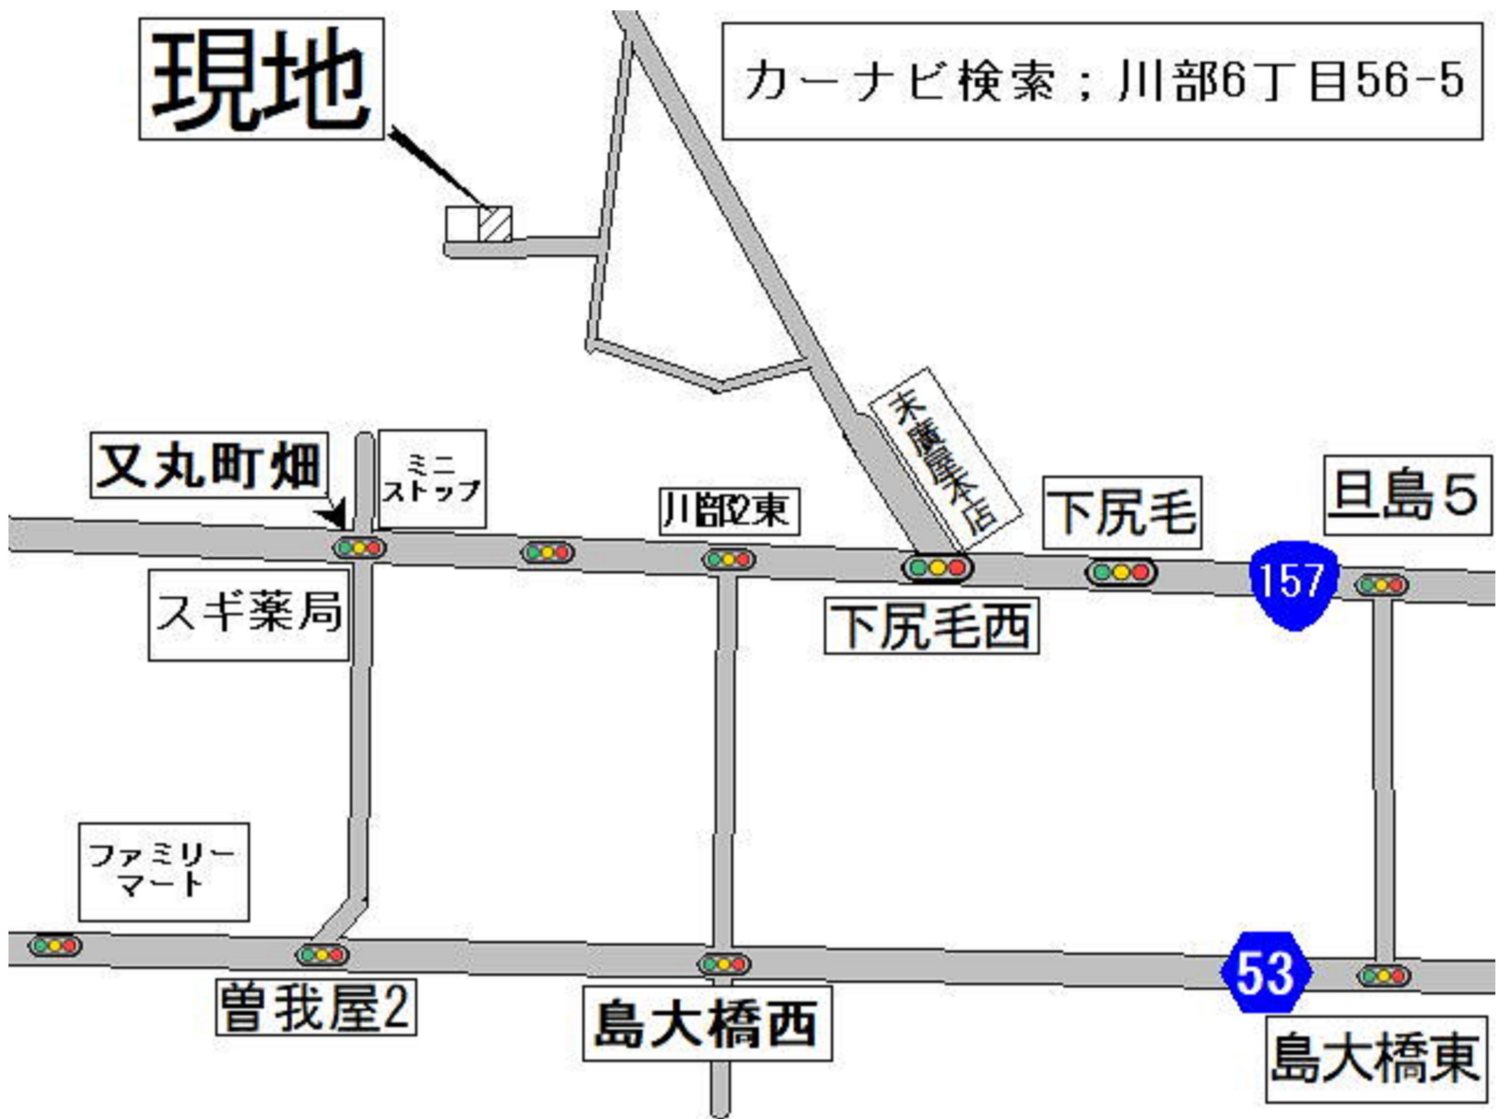 現地
カーナビ検索；川部6丁目56-5
末廣屋本店
又丸町畑
ミニ
ストップ
川部2東
下尻毛
旦島5
157
スギ薬局
下尻毛西
ファミリー
マート
53
曽我屋2
島大橋西
島大橋東